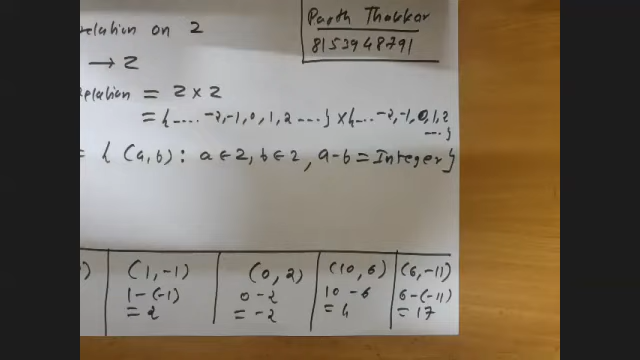 Parth Thakkar
8153948791
elation on Z
→ Z
elation = Z × Z
= {.... -2,-1,0,1,2 ....} × {... -2,-1,0,1,2
....}
= { (a,b) : a ∈ Z, b ∈ Z, a-b = Integer}
) (1,-1) (0,2) (10,6) (6,-11)
1-(-1) 0-2 10-6 6-(-11)
= 2 = -2 = 4 = 17